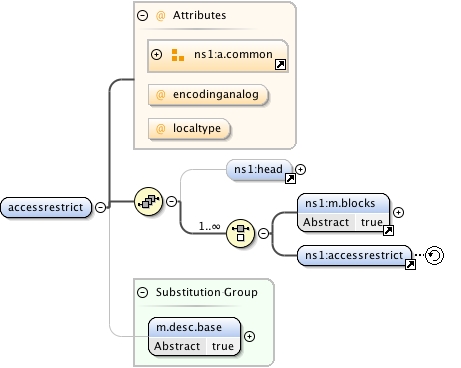 @ Attributes
ns1:a.common
@ encodinganalog
@ localtype
ns1:head
accessrestrict
1..∞
ns1:m.blocks
Abstract true
ns1:accessrestrict
Substitution Group
m.desc.base
Abstract true